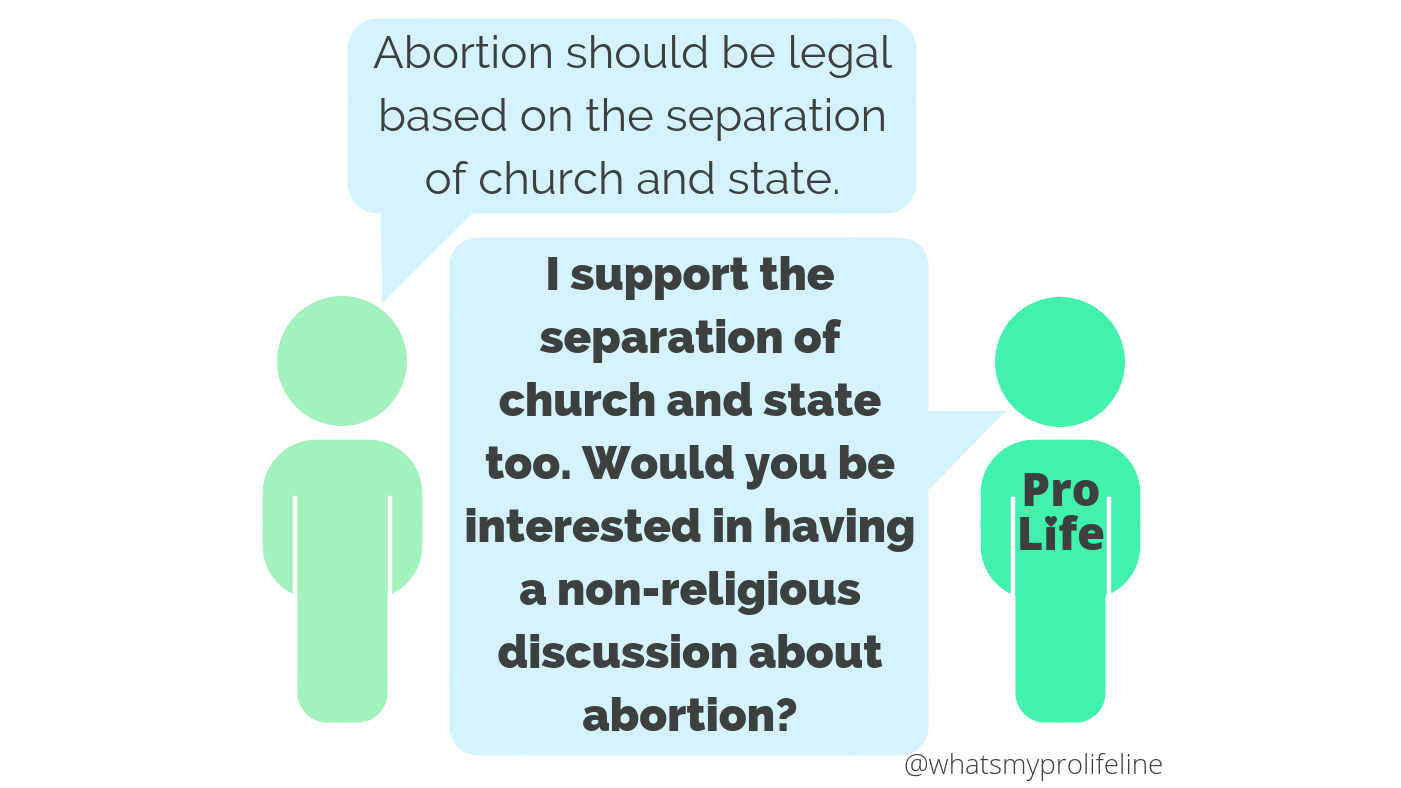 Abortion should be legal
based on the separation
of church and state.
I support the
separation of
church and state
too. Would you be
interested in having
a non-religious
discussion about
abortion?
Pro
Life
@whatsmyprolifeline